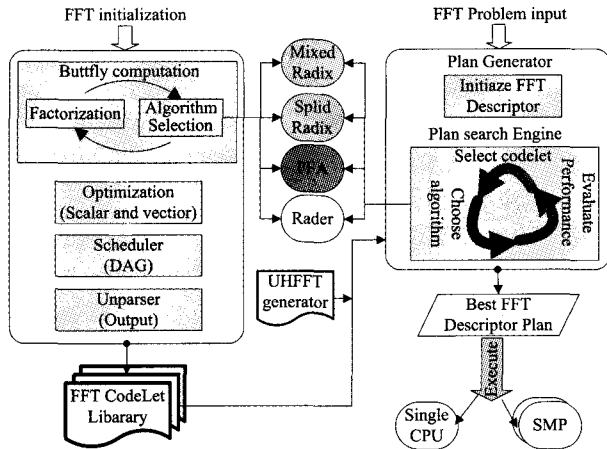 FFT initialization
Buttfly computation
Factorization
Algorithm
Selection
Optimization
(Scalar and vectior)
Scheduler
(DAG)
Unparser
(Output)
FFT CodeLet
Libarary
Mixed
Radix
Splid
Radix
PFA
Rader
UHFFT
generator
FFT Problem input
Plan Generator
Initiaze FFT
Descriptor
Plan search Engine
Select codelet
Choose
algorithm
Evaluate
Performance
Best FFT
Descriptor Plan
Execute
Single
CPU
SMP